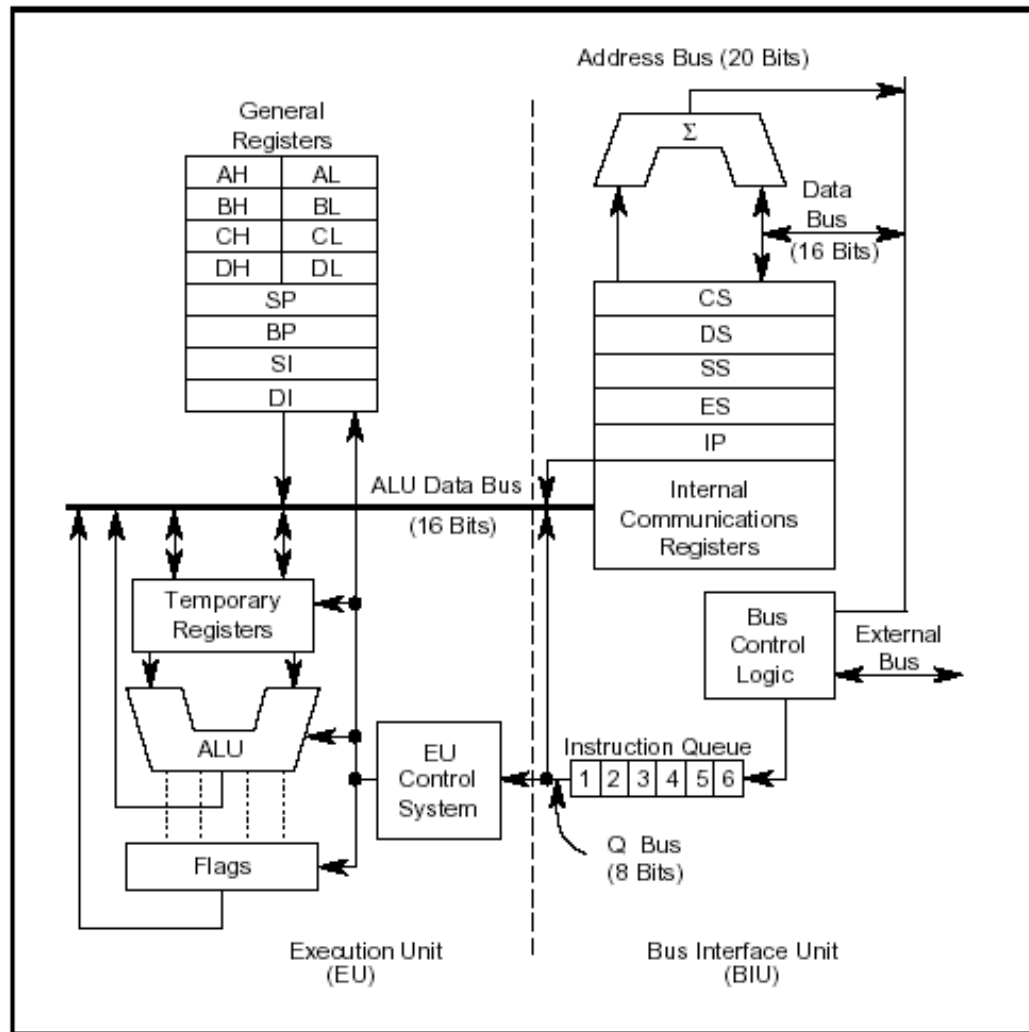 Address Bus (20 Bits)
General
Registers
AH AL
BH BL
CH CL
DH DL
SP
BP
SI
DI
Σ
Data
Bus
(16 Bits)
CS
DS
SS
ES
IP
Internal
Communications
Registers
ALU Data Bus
(16 Bits)
Temporary
Registers
ALU
Flags
EU
Control
System
Bus
Control
Logic
External
Bus
Instruction Queue
1 2 3 4 5 6
Q Bus
(8 Bits)
Execution Unit
(EU)
Bus Interface Unit
(BIU)